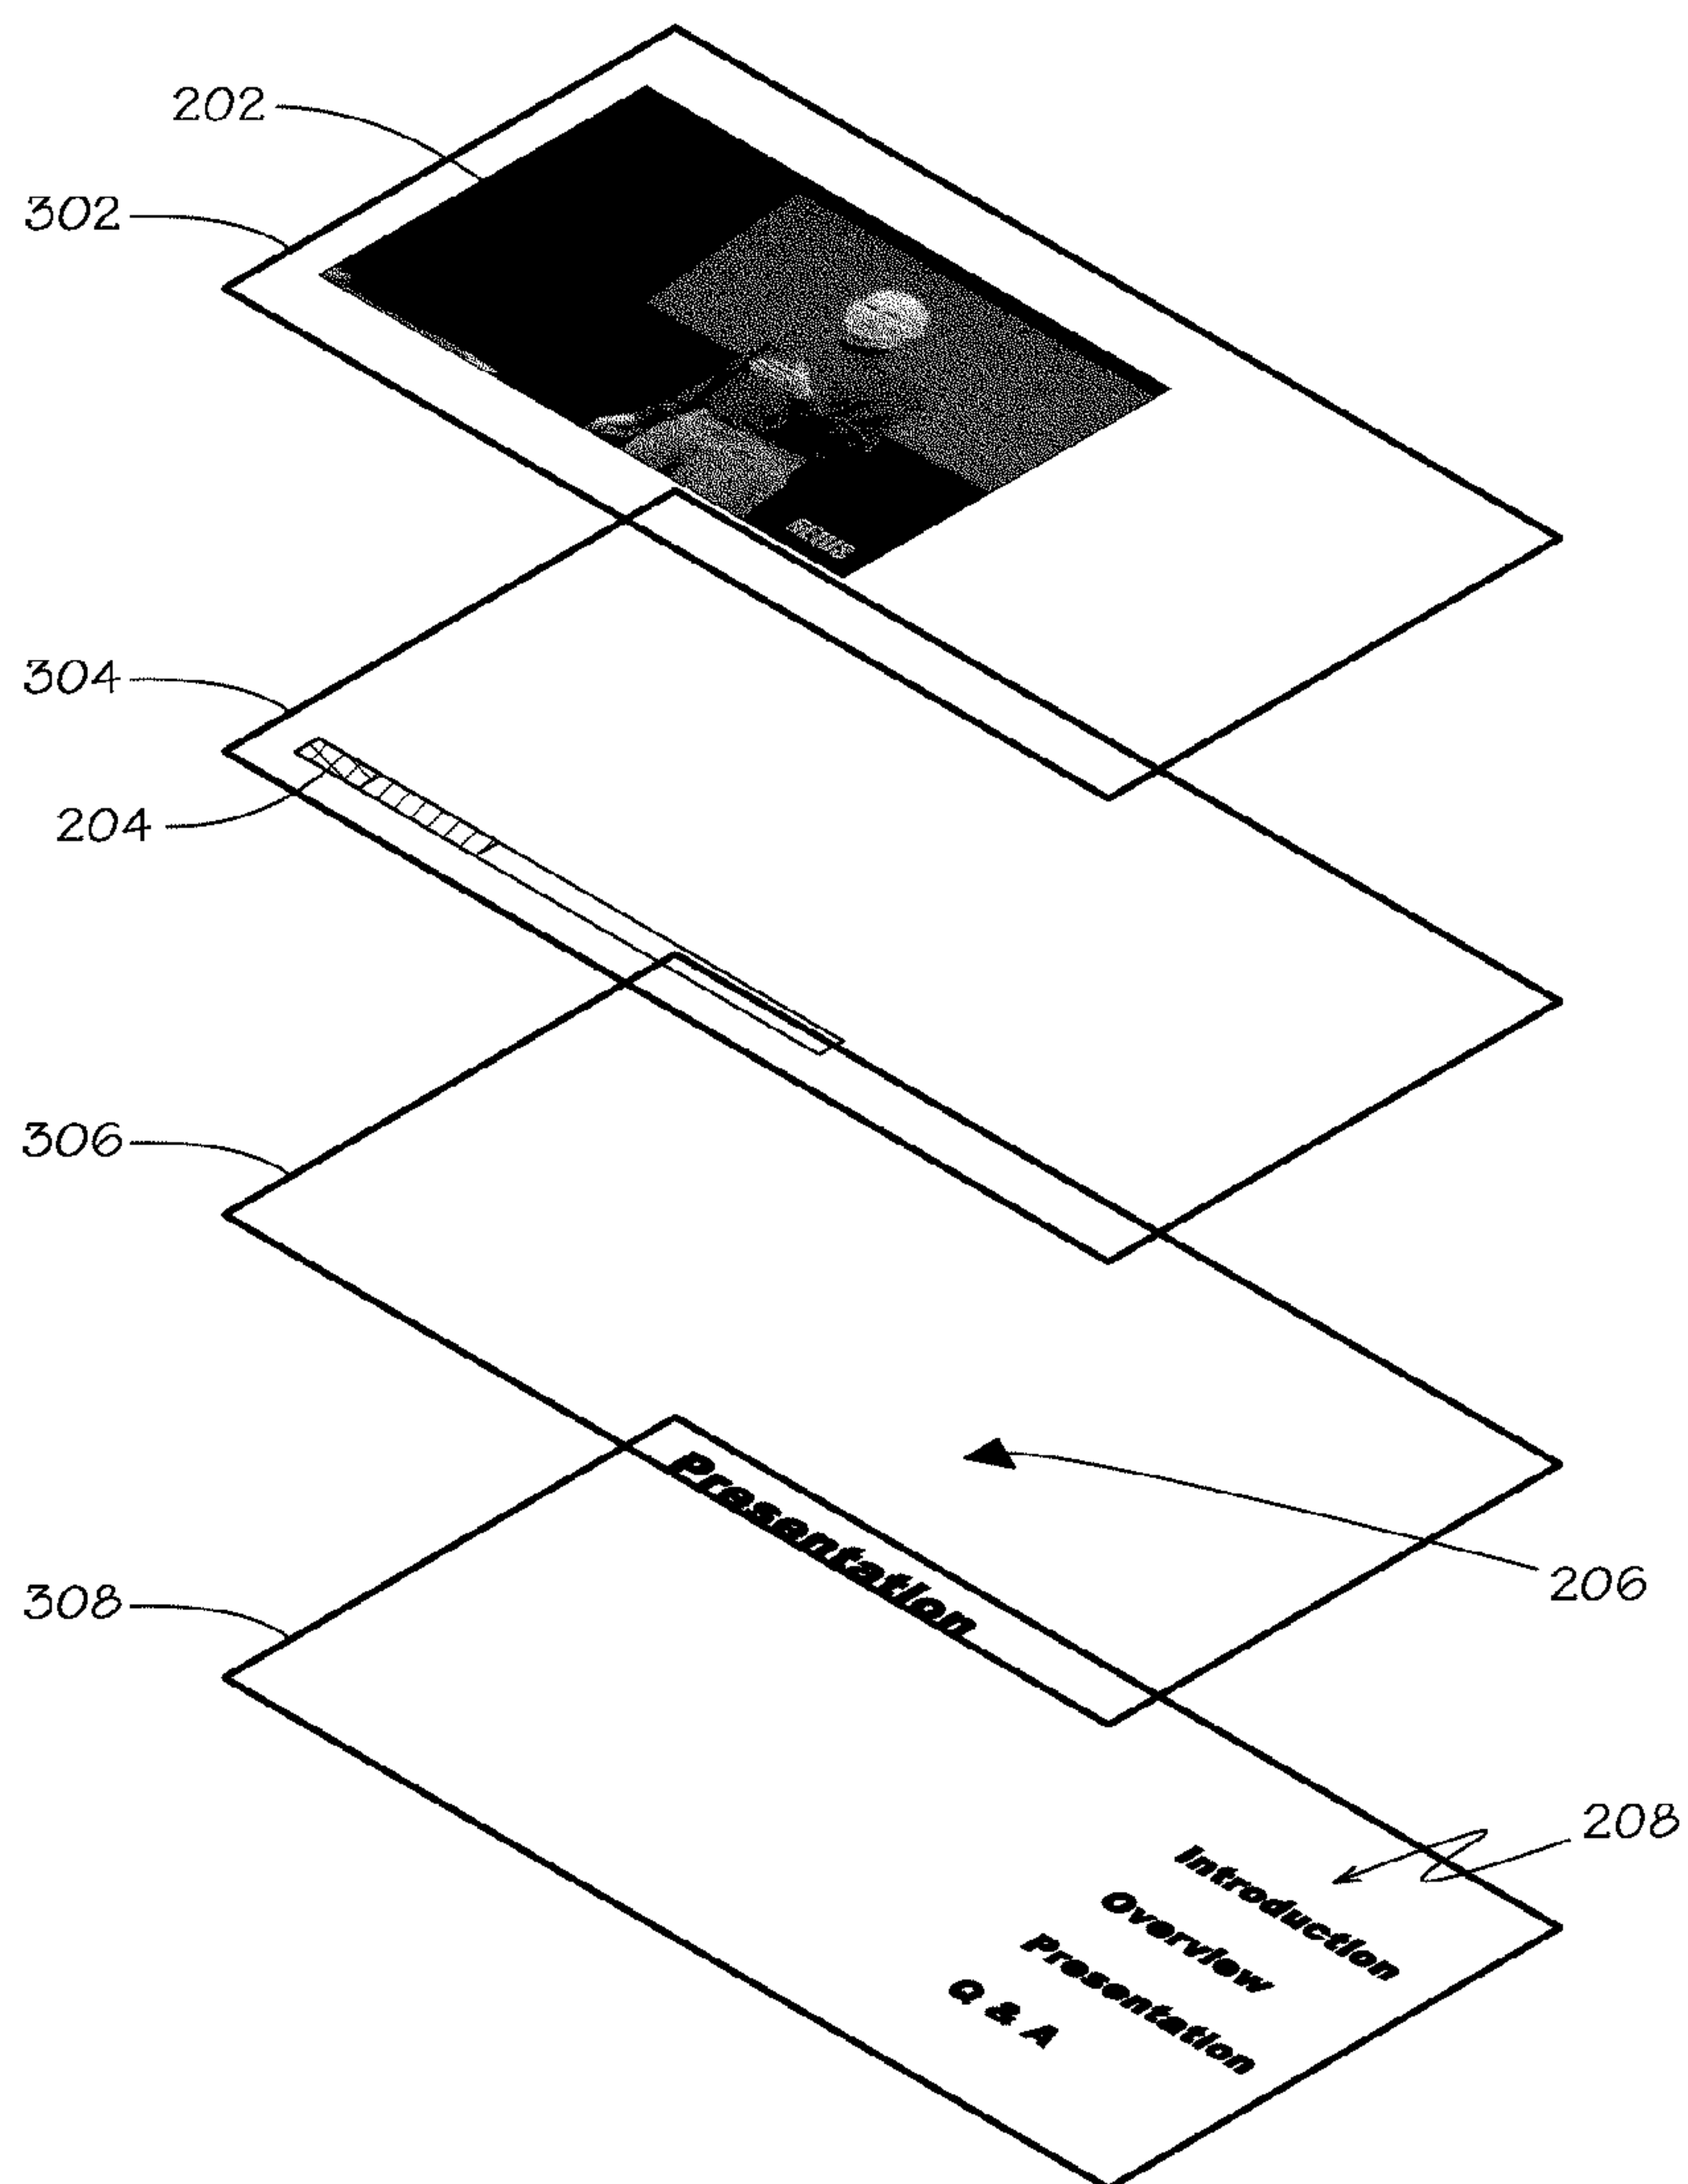 202
302
304
204
306
Presentation
206
308
208
Introduction
Overview
Presentation
Q & A